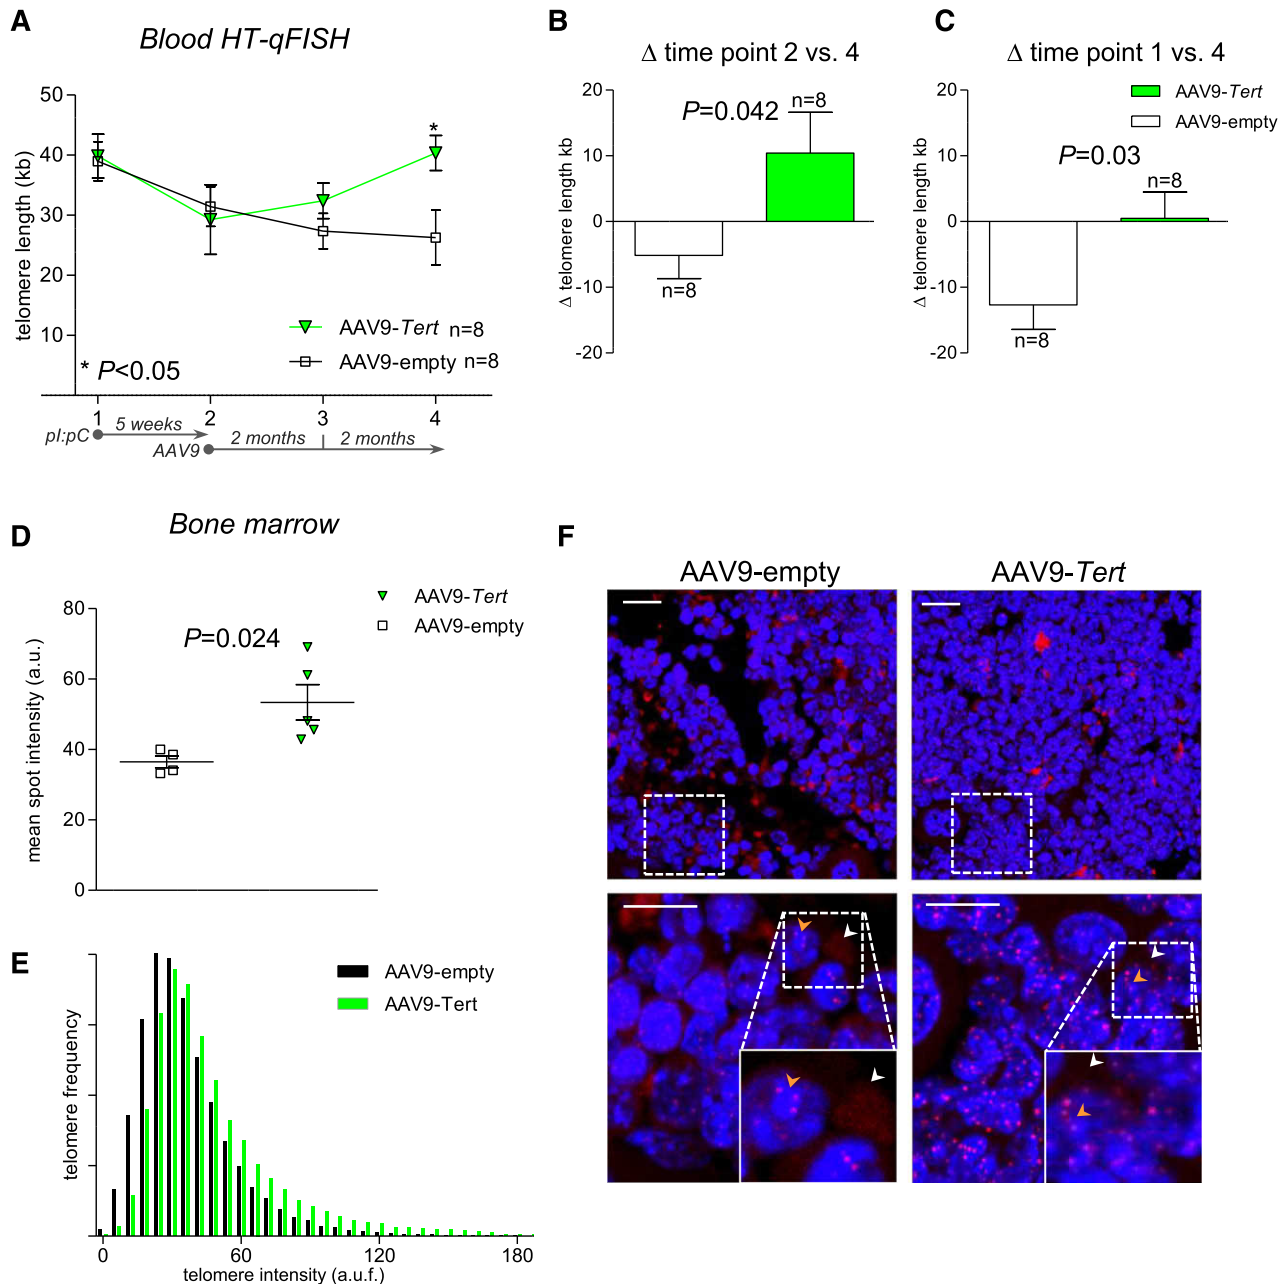 A
Blood HT-qFISH
telomere length (kb)
50
40
30
20
10
*
AAV9-Tert n=8
AAV9-empty n=8
* P<0.05
1 2 3 4
pI:pC
5 weeks
AAV9
2 months
2 months
B
Δ time point 2 vs. 4
Δ telomere length kb
20
10
0
-10
-20
P=0.042
n=8
n=8
C
Δ time point 1 vs. 4
Δ telomere length kb
20
10
0
-10
-20
AAV9-Tert
AAV9-empty
P=0.03
n=8
n=8
D
Bone marrow
mean spot intensity (a.u.)
80
60
40
20
0
P=0.024
AAV9-Tert
AAV9-empty
E
telomere frequency
AAV9-empty
AAV9-Tert
0 60 120 180
telomere intensity (a.u.f.)
F
AAV9-empty
AAV9-Tert